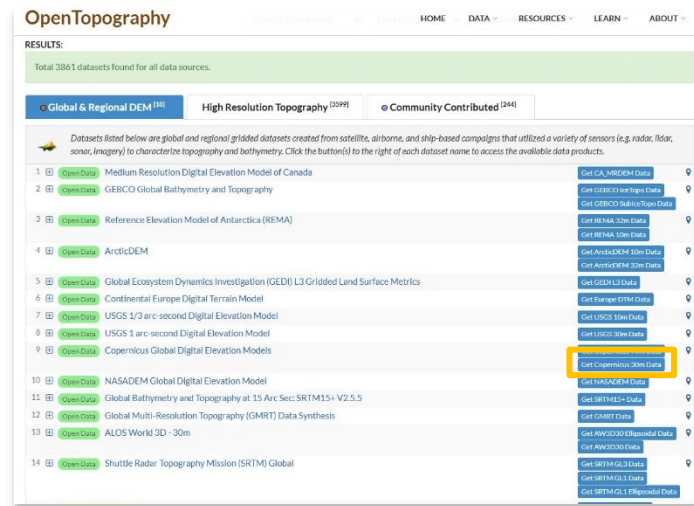 OpenTopography
HOME DATA RESOURCES LEARN ABOUT
RESULTS:
Total 3861 datasets found for all data sources.
Global & Regional DEM [18] High Resolution Topography [3599] Community Contributed [244]
Datasets listed below are global and regional gridded datasets created from satellite, airborne, and ship-based campaigns that utilized a variety of sensors (e.g. radar, lidar,
sonar, imagery) to characterize topography and bathymetry. Click the button(s) to the right of each dataset name to access the available data products.
1 Open Data Medium Resolution Digital Elevation Model of Canada Get CA_MRDEM Data
2 Open Data GEBCO Global Bathymetry and Topography Get GEBCO IceTopo Data
Get GEBCO SubIceTopo Data
3 Open Data Reference Elevation Model of Antarctica (REMA) Get REMA 32m Data
Get REMA 10m Data
4 Open Data ArcticDEM Get ArcticDEM 10m Data
Get ArcticDEM 32m Data
5 Open Data Global Ecosystem Dynamics Investigation (GEDI) L3 Gridded Land Surface Metrics Get GEDI L3 Data
6 Open Data Continental Europe Digital Terrain Model Get Europe DTM Data
7 Open Data USGS 1/3 arc-second Digital Elevation Model Get USGS 10m Data
8 Open Data USGS 1 arc-second Digital Elevation Model Get USGS 30m Data
9 Open Data Copernicus Global Digital Elevation Models
Get Copernicus 30m Data
10 Open Data NASADEM Global Digital Elevation Model Get NASADEM Data
11 Open Data Global Bathymetry and Topography at 15 Arc Sec: SRTM15+ V2.5.5 Get SRTM15+ Data
12 Open Data Global Multi-Resolution Topography (GMRT) Data Synthesis Get GMRT Data
13 Open Data ALOS World 3D - 30m Get AW3D30 Ellipsoidal Data
Get AW3D30 Data
14 Open Data Shuttle Radar Topography Mission (SRTM) Global Get SRTM GL3 Data
Get SRTM GL1 Data
Get SRTM GL1 Ellipsoidal Data